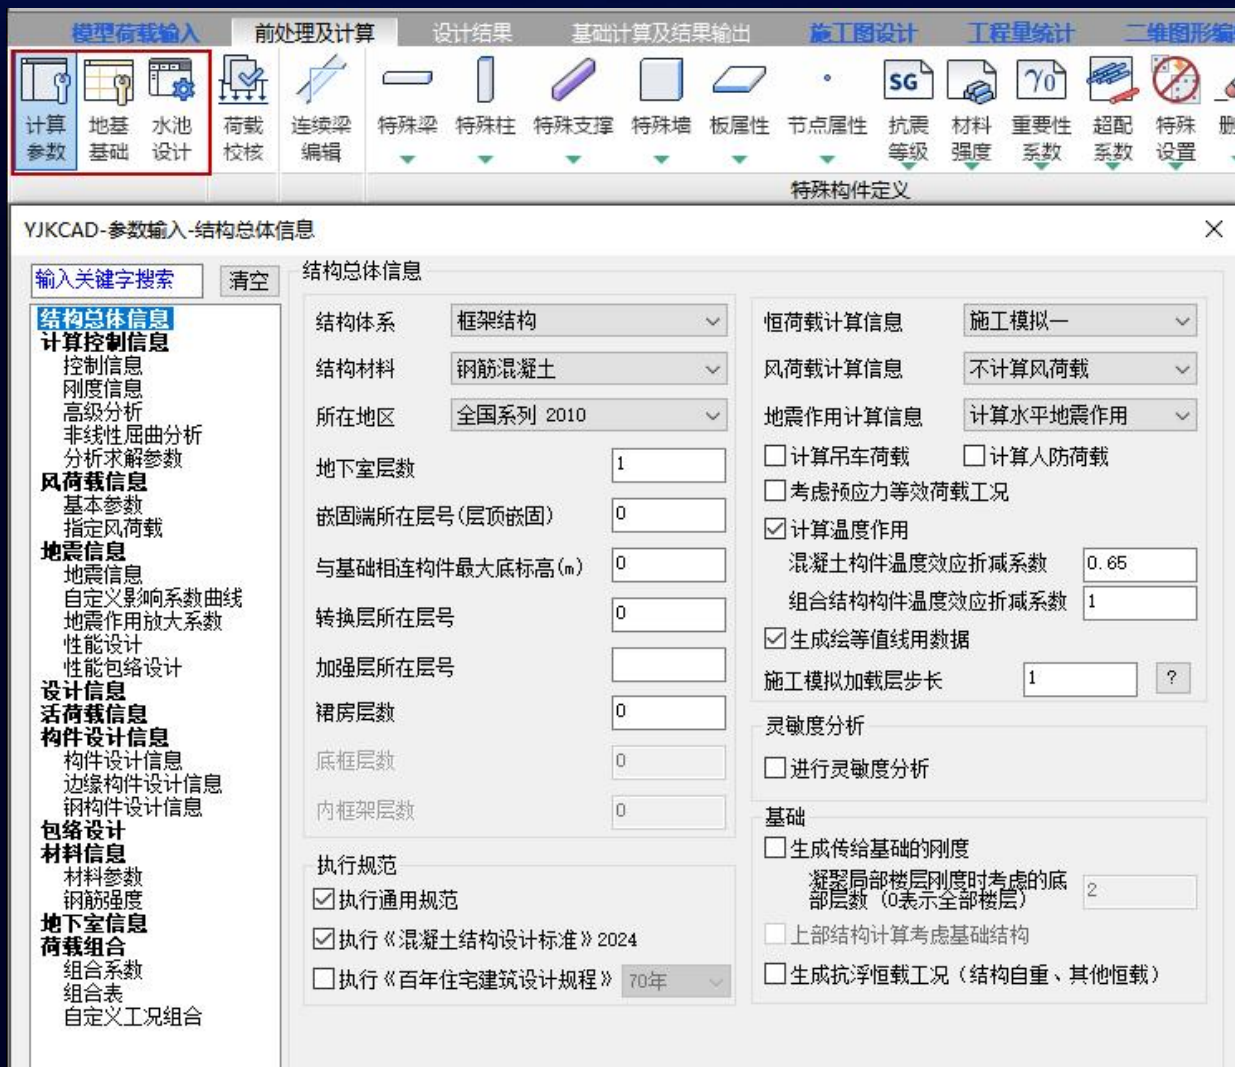 模型荷载输入 前处理及计算 设计结果 基础计算及结果输出 施工图设计 工程量统计 二维图形编
计算参数 地基基础 水池设计 荷载校核 连续梁编辑 特殊梁 特殊柱 特殊支撑 特殊墙 板属性 节点属性 SG 抗震等级 材料强度 γ0 重要性系数 超配系数 特殊设置
特殊构件定义
YJKCAD-参数输入-结构总体信息
输入关键字搜索 清空
结构总体信息
计算控制信息
控制信息
刚度信息
高级分析
非线性屈曲分析
分析求解参数
风荷载信息
基本参数
指定风荷载
地震信息
地震信息
自定义影响系数曲线
地震作用放大系数
性能设计
性能包络设计
设计信息
活荷载信息
构件设计信息
构件设计信息
边缘构件设计信息
钢构件设计信息
包络设计
材料信息
材料参数
钢筋强度
地下室信息
荷载组合
组合系数
组合表
自定义工况组合
结构总体信息
结构体系 框架结构
结构材料 钢筋混凝土
所在地区 全国系列 2010
地下室层数 1
嵌固端所在层号(层顶嵌固) 0
与基础相连构件最大底标高(m) 0
转换层所在层号 0
加强层所在层号
裙房层数 0
底框层数 0
内框架层数 0
执行规范
执行通用规范
执行《混凝土结构设计标准》2024
执行《百年住宅建筑设计规程》 70年
恒荷载计算信息 施工模拟一
风荷载计算信息 不计算风荷载
地震作用计算信息 计算水平地震作用
计算吊车荷载 计算人防荷载
考虑预应力等效荷载工况
计算温度作用
混凝土构件温度效应折减系数 0.65
组合结构构件温度效应折减系数 1
生成绘等值线用数据
施工模拟加载层步长 1 ?
灵敏度分析
进行灵敏度分析
基础
生成传给基础的刚度
凝聚局部楼层刚度时考虑的底
部层数（0表示全部楼层） 2
上部结构计算考虑基础结构
生成抗浮恒载工况（结构自重、其他恒载）